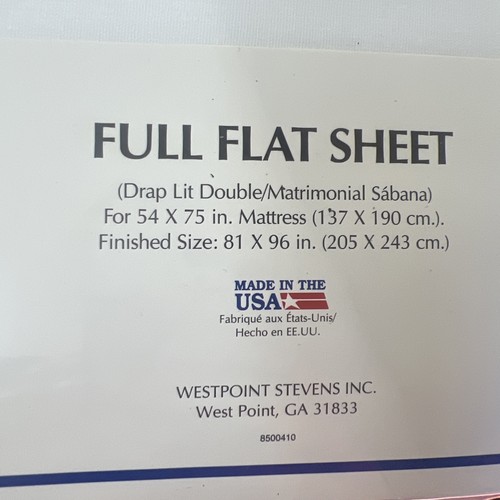 FULL FLAT SHEET
(Drap Lit Double/Matrimonial Sábana)
For 54 X 75 in. Mattress (137 X 190 cm.).
Finished Size: 81 X 96 in. (205 X 243 cm.)
MADE IN THE
USA
Fabriqué aux États-Unis/
Hecho en EE.UU.
WESTPOINT STEVENS INC.
West Point, GA 31833
8500410